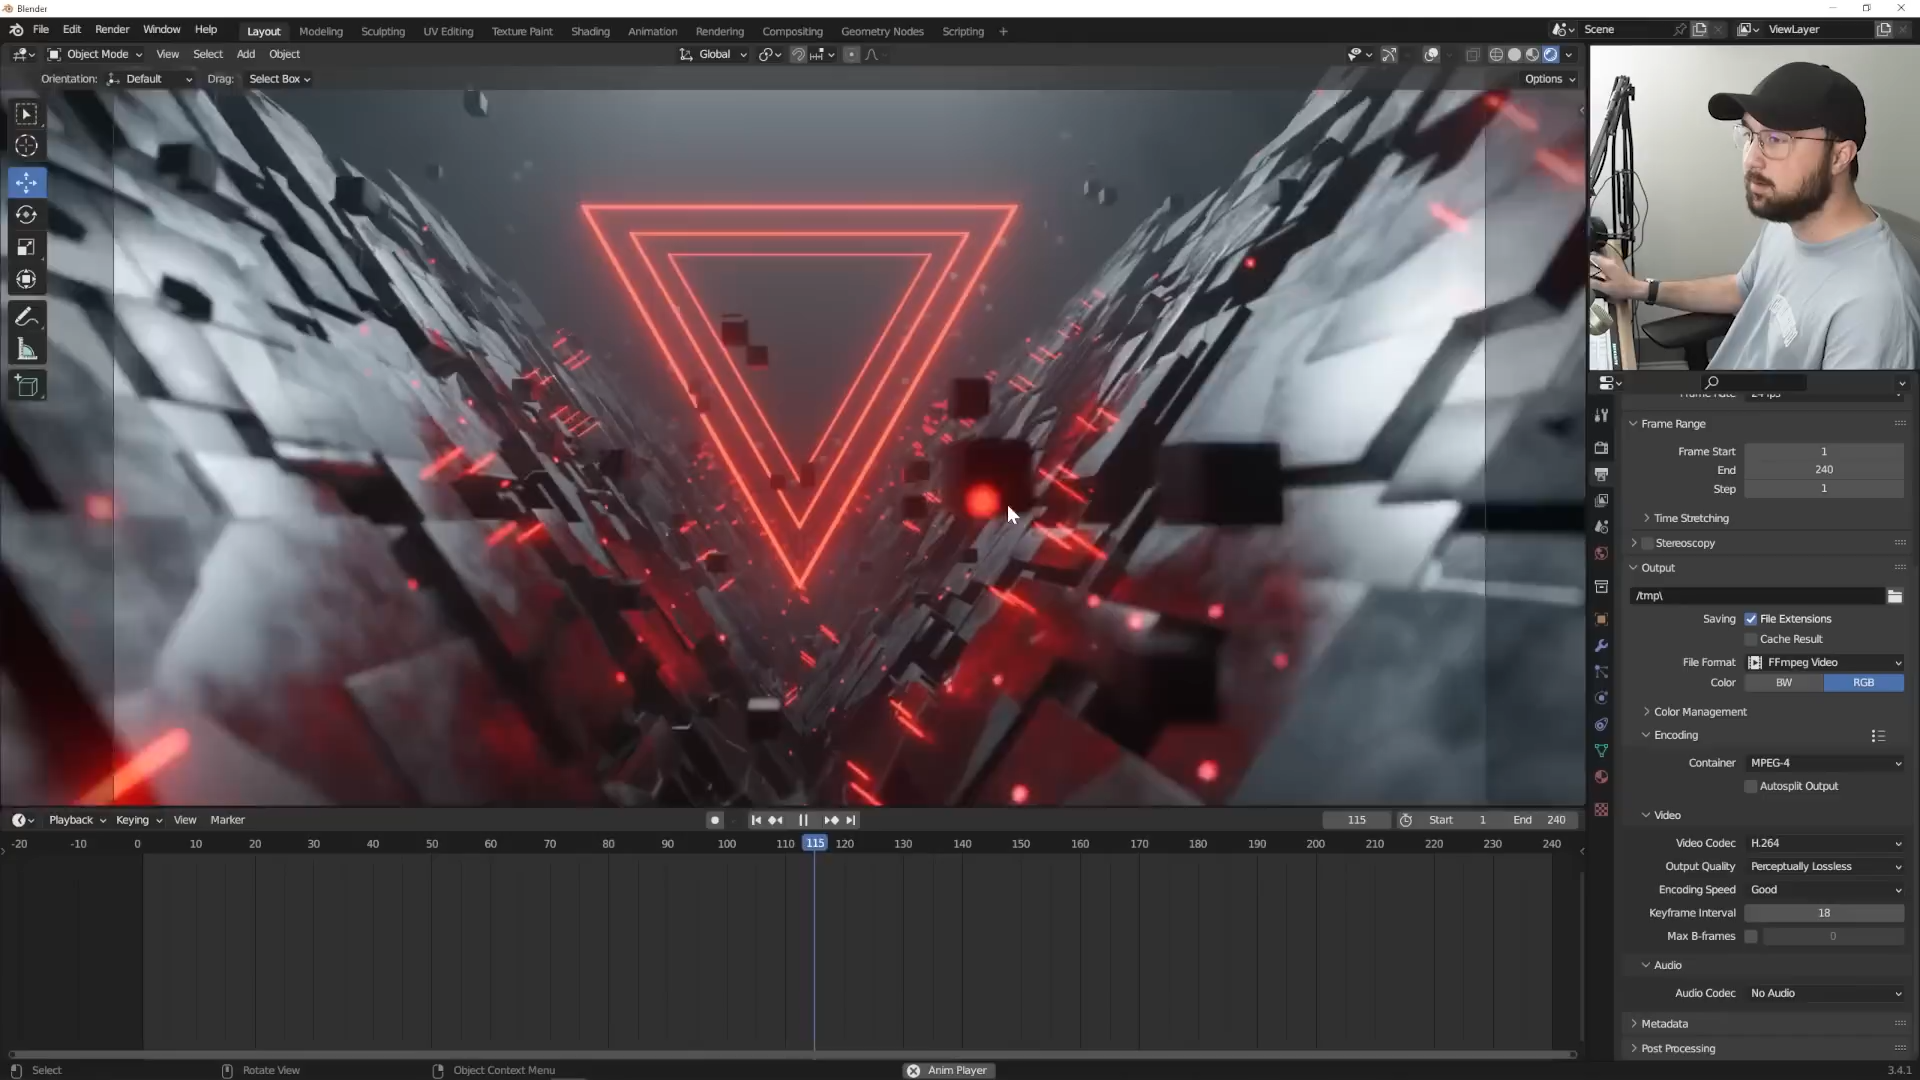 Blender
File Edit Render Window Help Layout Modeling Sculpting UV Editing Texture Paint Shading Animation Rendering Compositing Geometry Nodes Scripting + Scene ViewLayer
Object Mode View Select Add Object Global
Orientation: Default Drag: Select Box Options
Frame Rate 24 fps
Frame Range
Frame Start 1
End 240
Step 1
Time Stretching
Stereoscopy
Output
/tmp\
Saving File Extensions
Cache Result
File Format FFmpeg Video
Color BW RGB
Color Management
Encoding
Container MPEG-4
Autosplit Output
Video
Video Codec H.264
Output Quality Perceptually Lossless
Encoding Speed Good
Keyframe Interval 18
Max B-frames 0
Audio
Audio Codec No Audio
Metadata
Post Processing
Playback Keying View Marker 115 Start 1 End 240
-20 -10 0 10 20 30 40 50 60 70 80 90 100 110 115 120 130 140 150 160 170 180 190 200 210 220 230 240
Select Rotate View Object Context Menu Anim Player 3.4.1